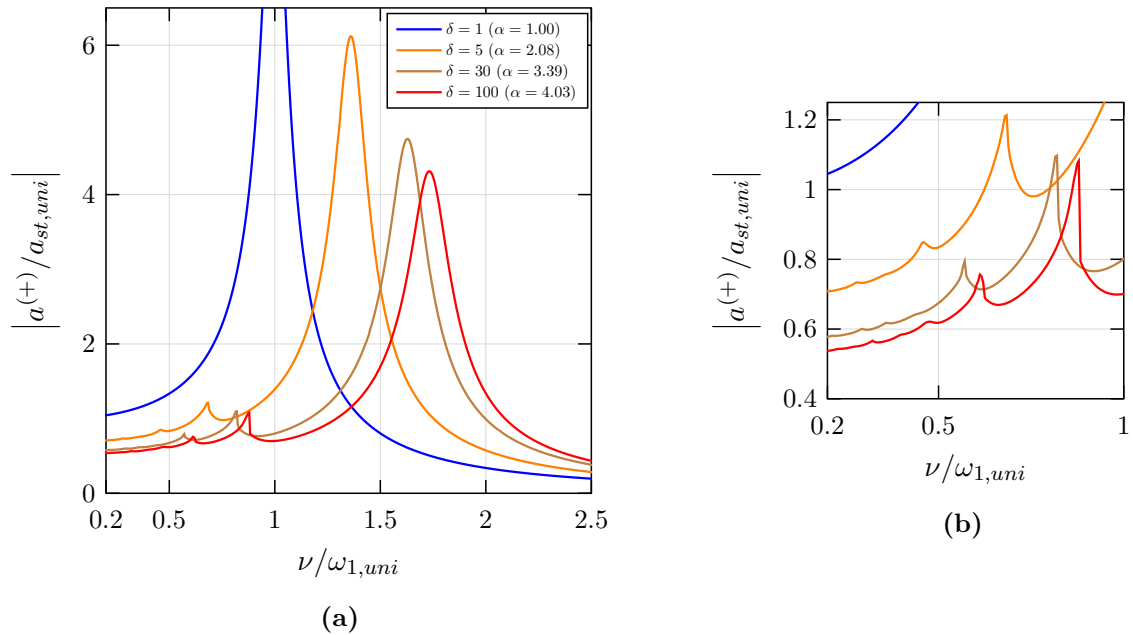 δ = 1 (α = 1.00)
δ = 5 (α = 2.08)
δ = 30 (α = 3.39)
δ = 100 (α = 4.03)
|a^{(+)}/a_{st,uni}|
6
4
2
0
0.2
0.5
1
1.5
2
2.5
ν/ω_{1,uni}
(a)
|a^{(+)}/a_{st,uni}|
1.2
1
0.8
0.6
0.4
0.2
0.5
1
ν/ω_{1,uni}
(b)